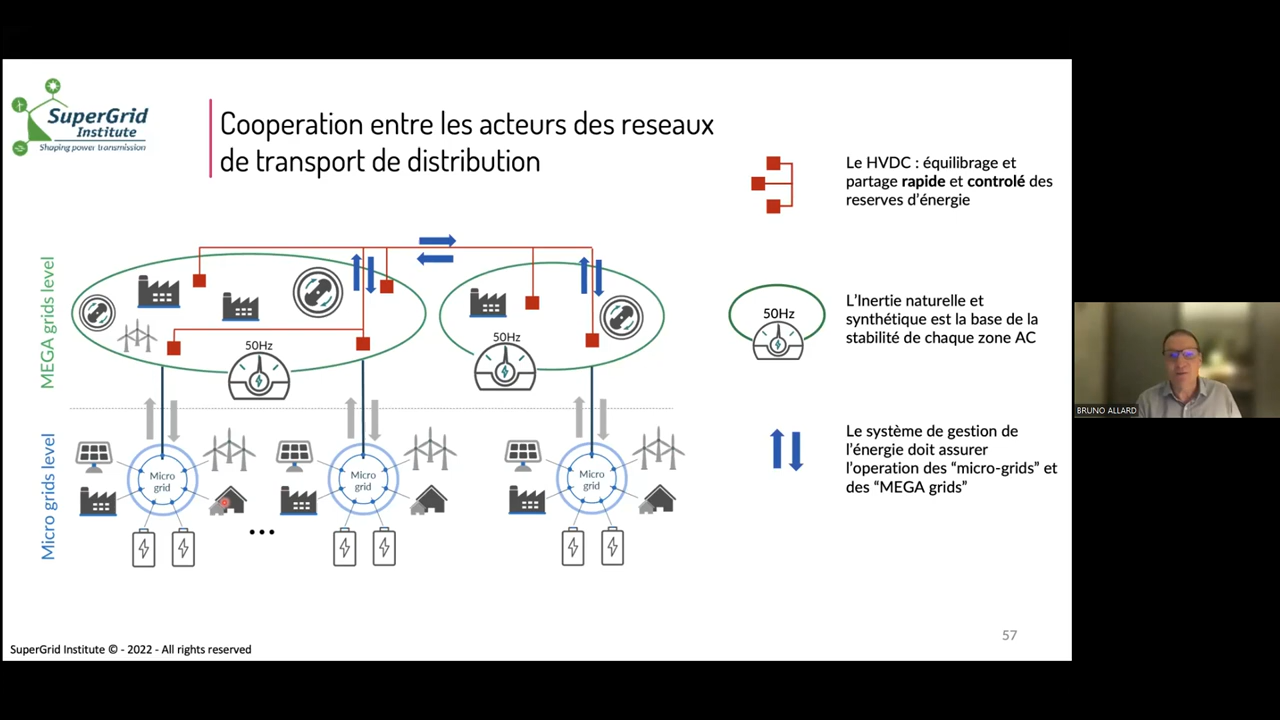 SuperGrid
Institute
Shaping power transmission
Cooperation entre les acteurs des reseaux
de transport de distribution
Le HVDC : équilibrage et
partage rapide et controlé des
reserves d'énergie
MEGA grids level
50Hz
50Hz
50Hz
L'Inertie naturelle et
synthétique est la base de la
stabilité de chaque zone AC
BRUNO ALLARD
Micro grids level
Micro
grid
Micro
grid
Micro
grid
...
Le système de gestion de
l'énergie doit assurer
l'operation des "micro-grids" et
des "MEGA grids"
57
SuperGrid Institute © - 2022 - All rights reserved